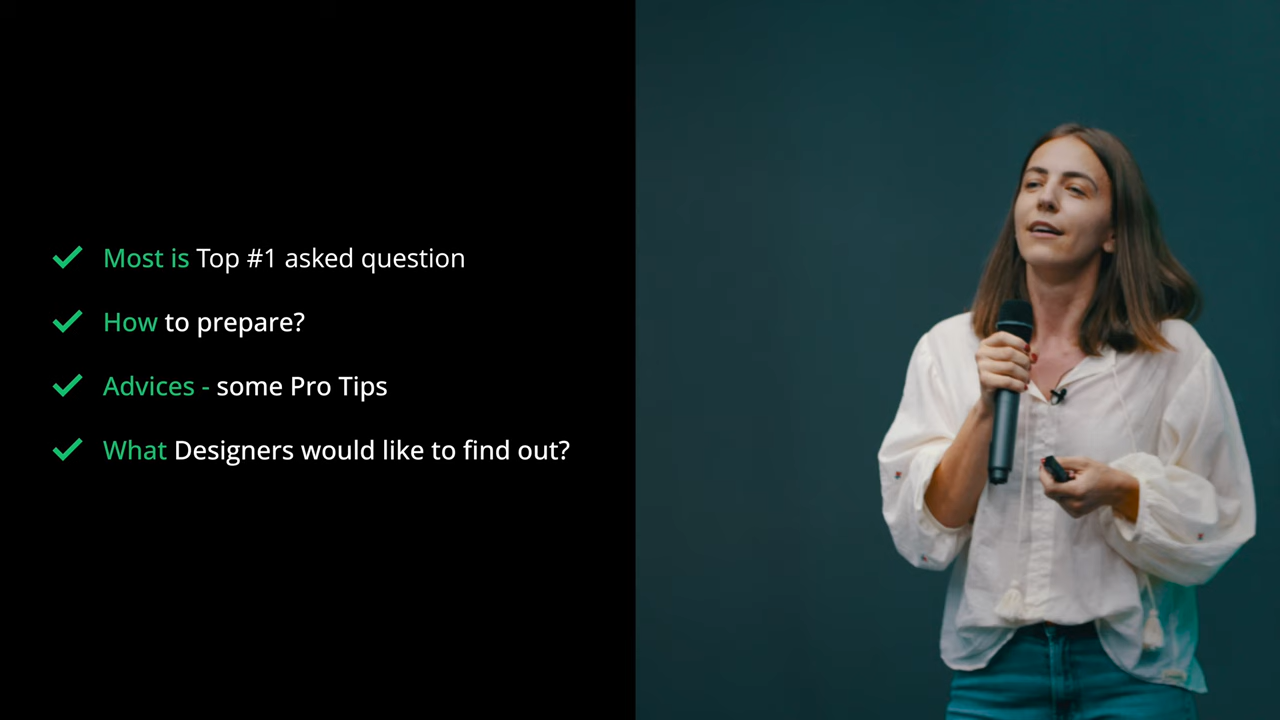 Most is Top #1 asked question
How to prepare?
Advices - some Pro Tips
What Designers would like to find out?